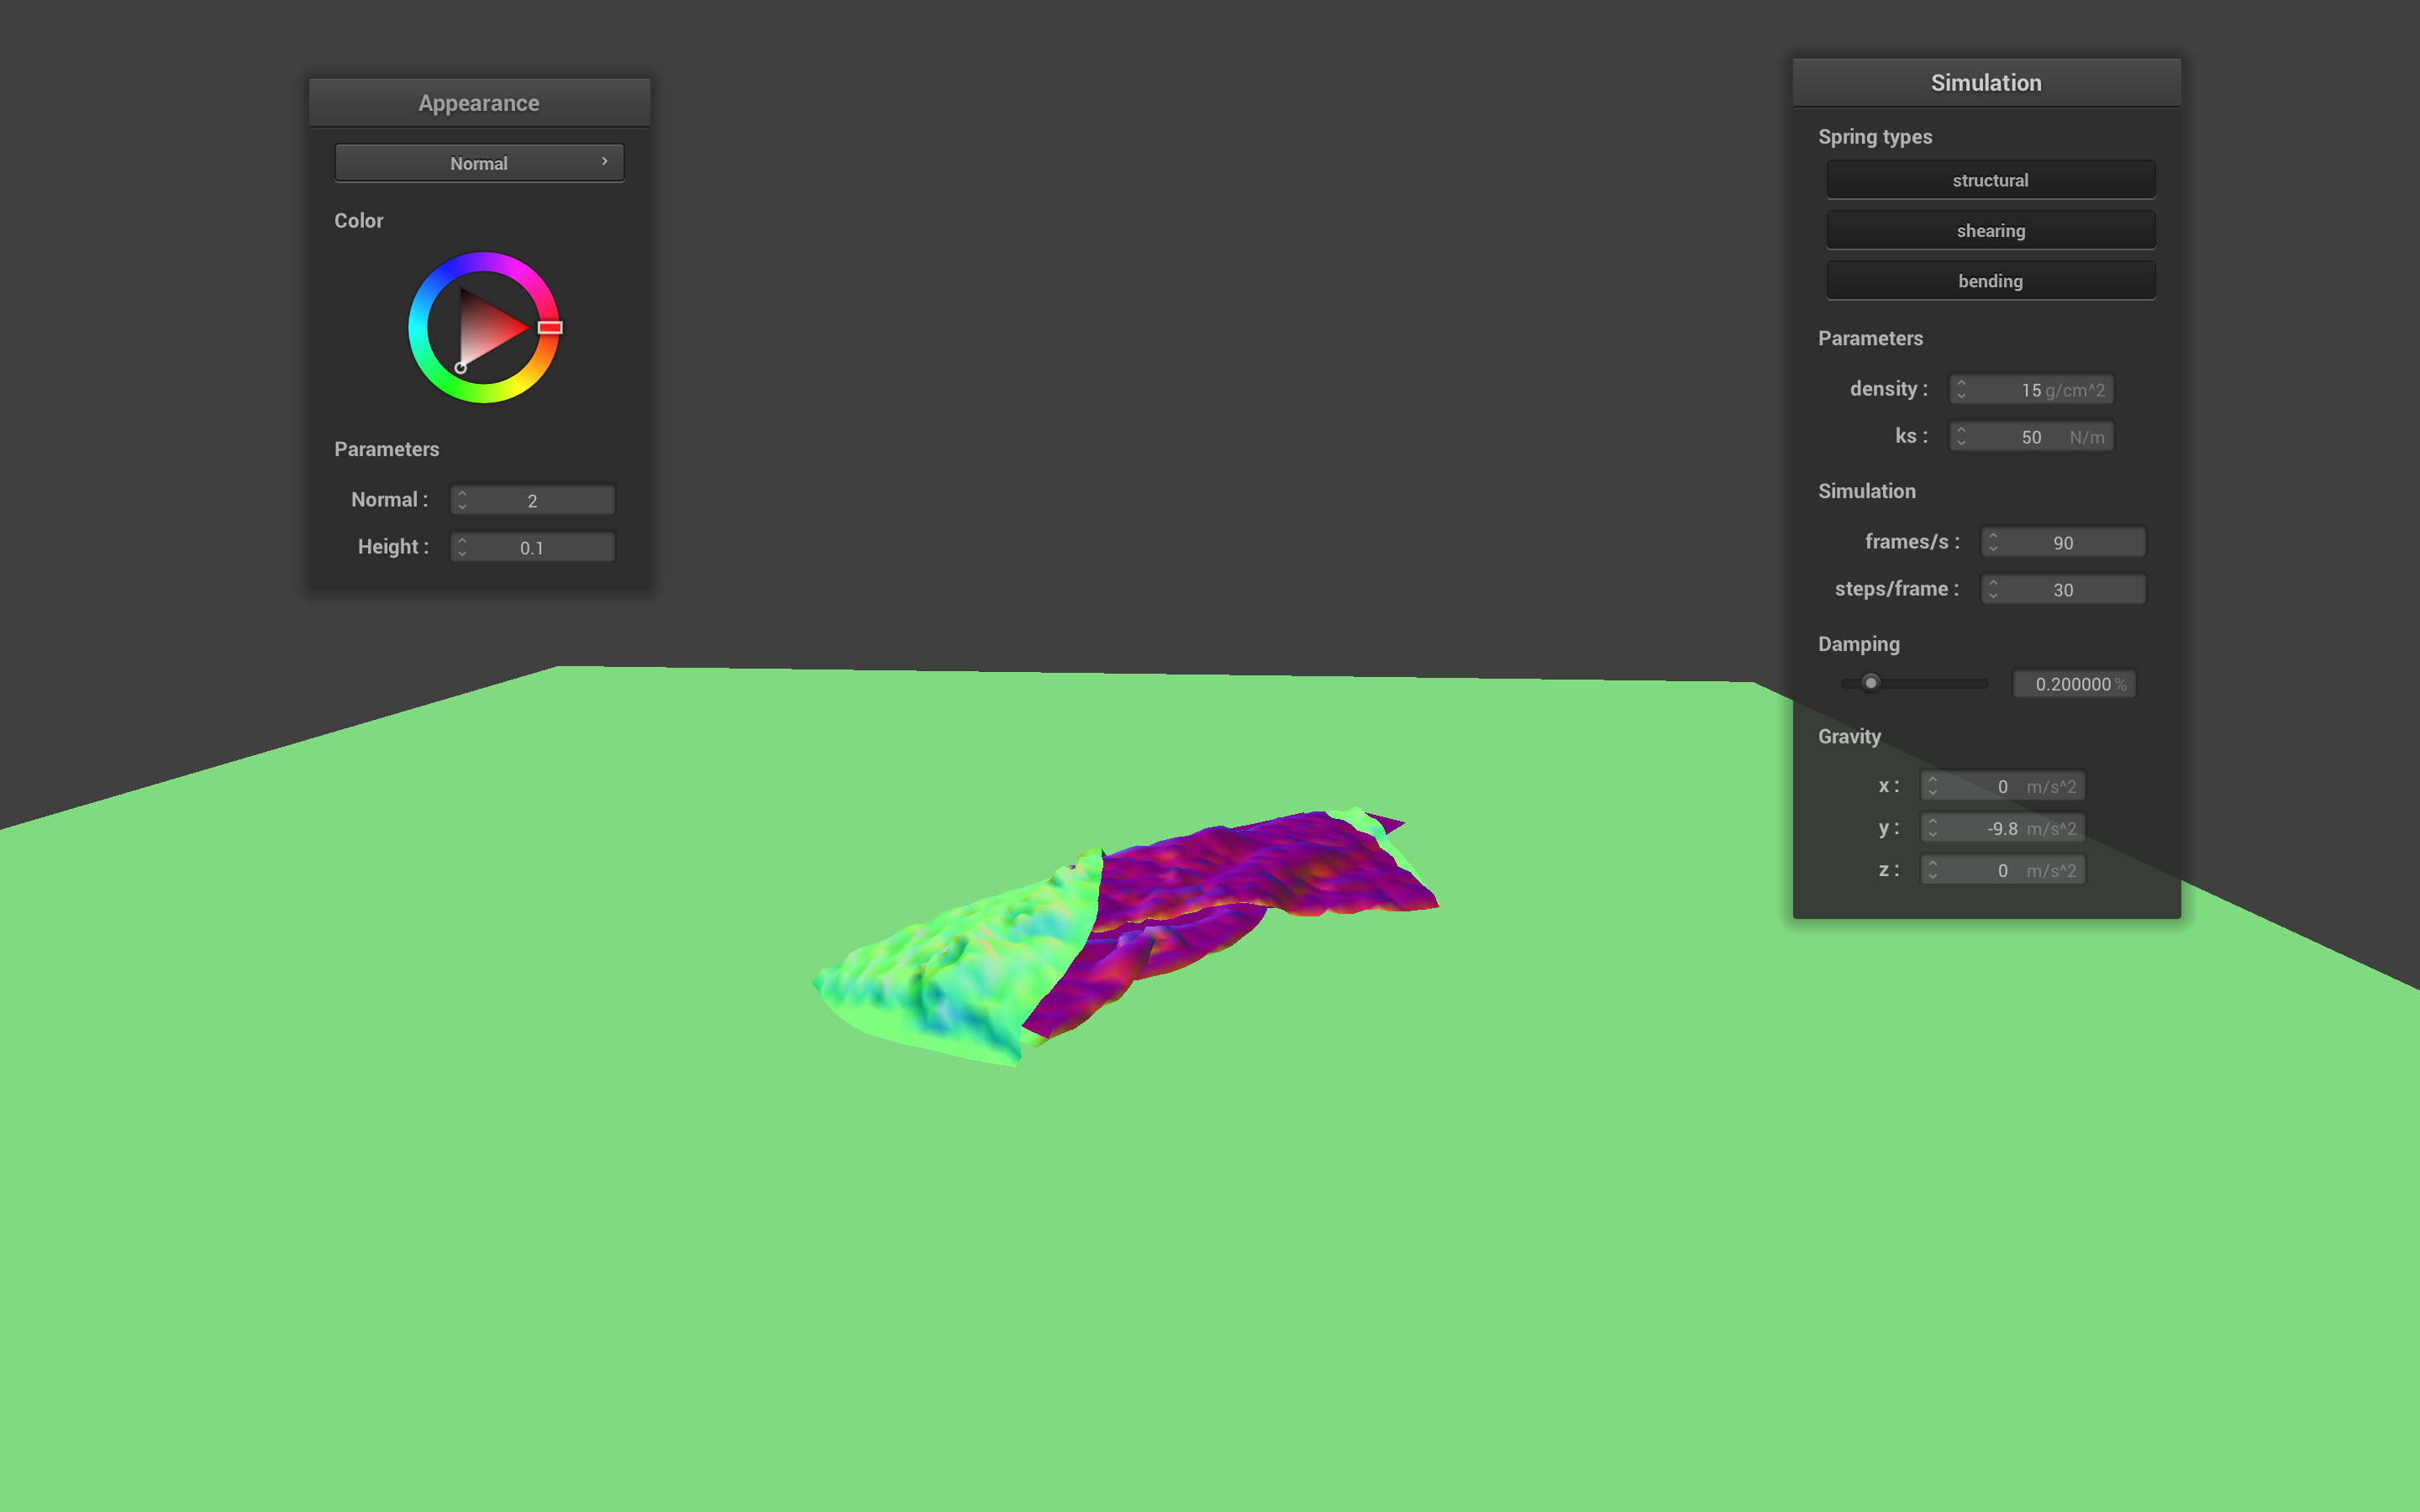 Appearance
Normal
Color
Parameters
Normal : 2
Height : 0.1
Simulation
Spring types
structural
shearing
bending
Parameters
density : 15 g/cm^2
ks : 50 N/m
Simulation
frames/s : 90
steps/frame : 30
Damping
0.200000 %
Gravity
x : 0 m/s^2
y : -9.8 m/s^2
z : 0 m/s^2